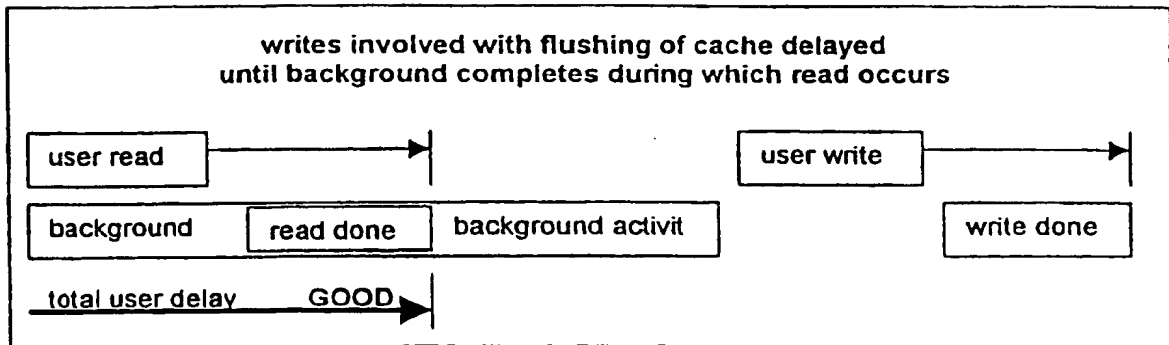 writes involved with flushing of cache delayed
until background completes during which read occurs
user read
user write
background
read done
background activit
write done
total user delay GOOD